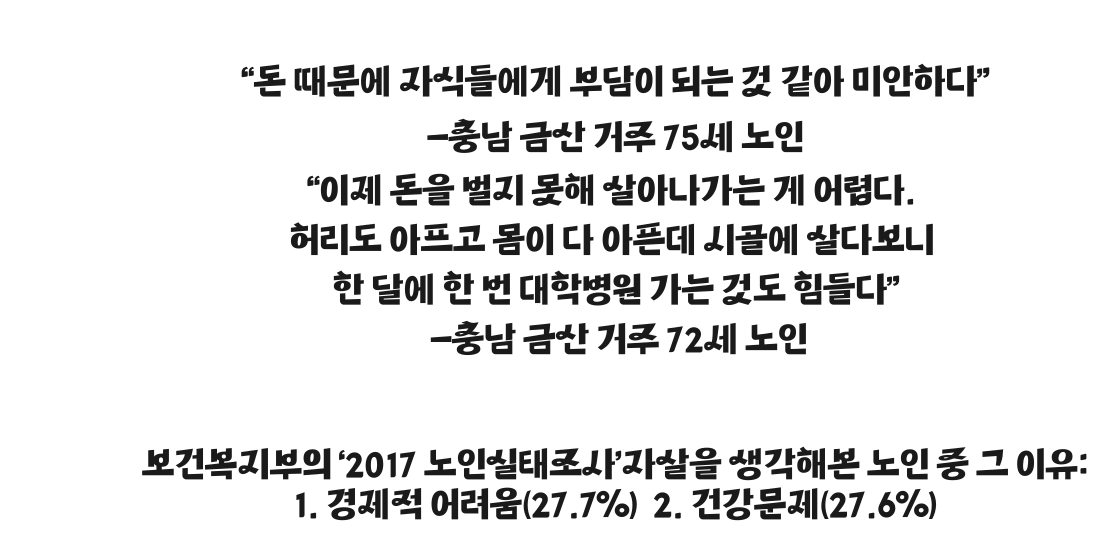 “돈 때문에 자식들에게 부담이 되는 것 같아 미안하다”
-충남 금산 거주 75세 노인
“이제 돈을 벌지 못해 살아나가는 게 어렵다.
허리도 아프고 몸이 다 아픈데 시골에 살다보니
한 달에 한 번 대학병원 가는 것도 힘들다”
-충남 금산 거주 72세 노인
보건복지부의 ‘2017 노인실태조사’자살을 생각해본 노인 중 그 이유:
1. 경제적 어려움(27.7%)  2. 건강문제(27.6%)